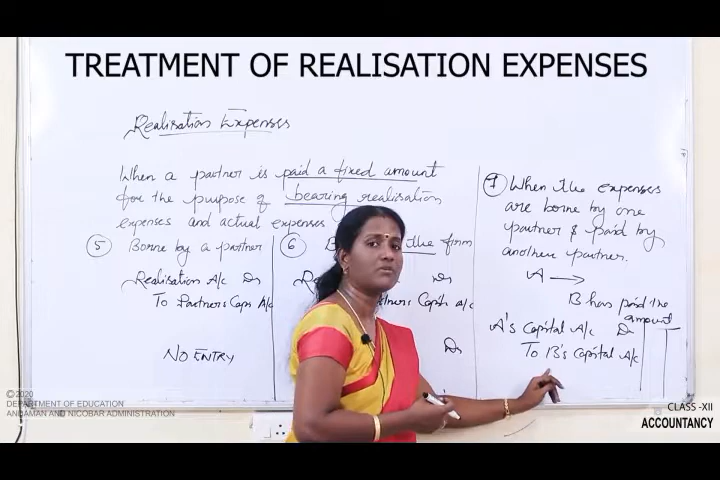 TREATMENT OF REALISATION EXPENSES
Realisation Expenses
When a partner is paid a fixed amount
for the purpose of bearing realisation
expenses and actual expenses
5 Borne by a partner
Realisation A/c Dr
To Partners Cap A/c
NO ENTRY
6 the firm
Dr
Capt A/c
Dr
7 When the expenses
are borne by one
partner & paid by
another partner.
A →
B has paid the
amount
A's Capital A/c Dr
To B's Capital A/c
©2020
DEPARTMENT OF EDUCATION
ANDAMAN AND NICOBAR ADMINISTRATION
CLASS -XII
ACCOUNTANCY